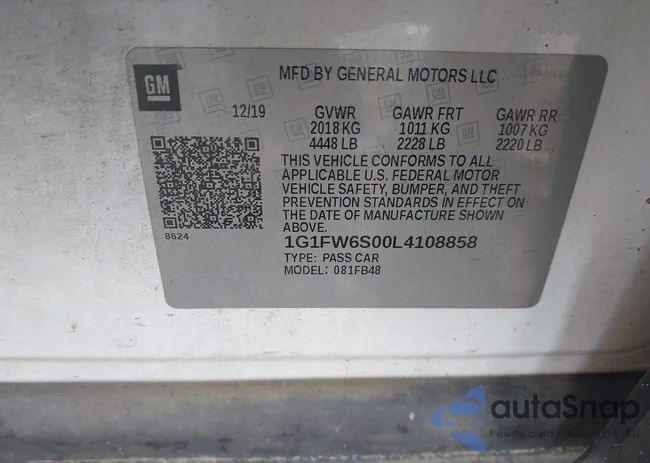 MFD BY GENERAL MOTORS LLC
GM
12/19 GVWR GAWR FRT GAWR RR
2018 KG 1011 KG 1007 KG
4448 LB 2228 LB 2220 LB
THIS VEHICLE CONFORMS TO ALL
APPLICABLE U.S. FEDERAL MOTOR
VEHICLE SAFETY, BUMPER, AND THEFT
PREVENTION STANDARDS IN EFFECT ON
THE DATE OF MANUFACTURE SHOWN
ABOVE.
8624
1G1FW6S00L4108858
TYPE: PASS CAR
MODEL: 081FB48
autoSnap
Pewne auto z USA